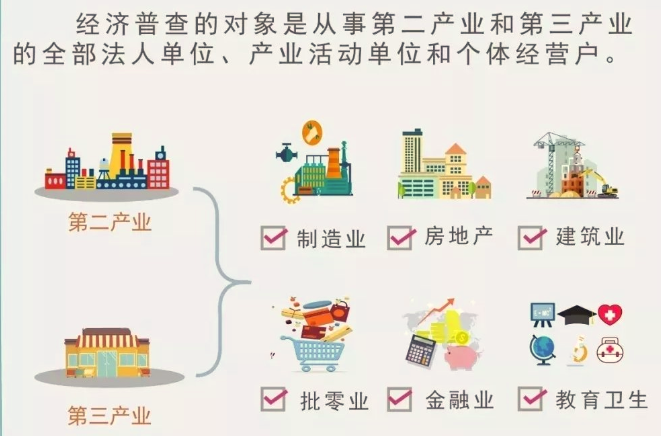 经济普查的对象是从事第二产业和第三产业
的全部法人单位、产业活动单位和个体经营户。
第二产业
制造业
房地产
建筑业
第三产业
批零业
金融业
教育卫生